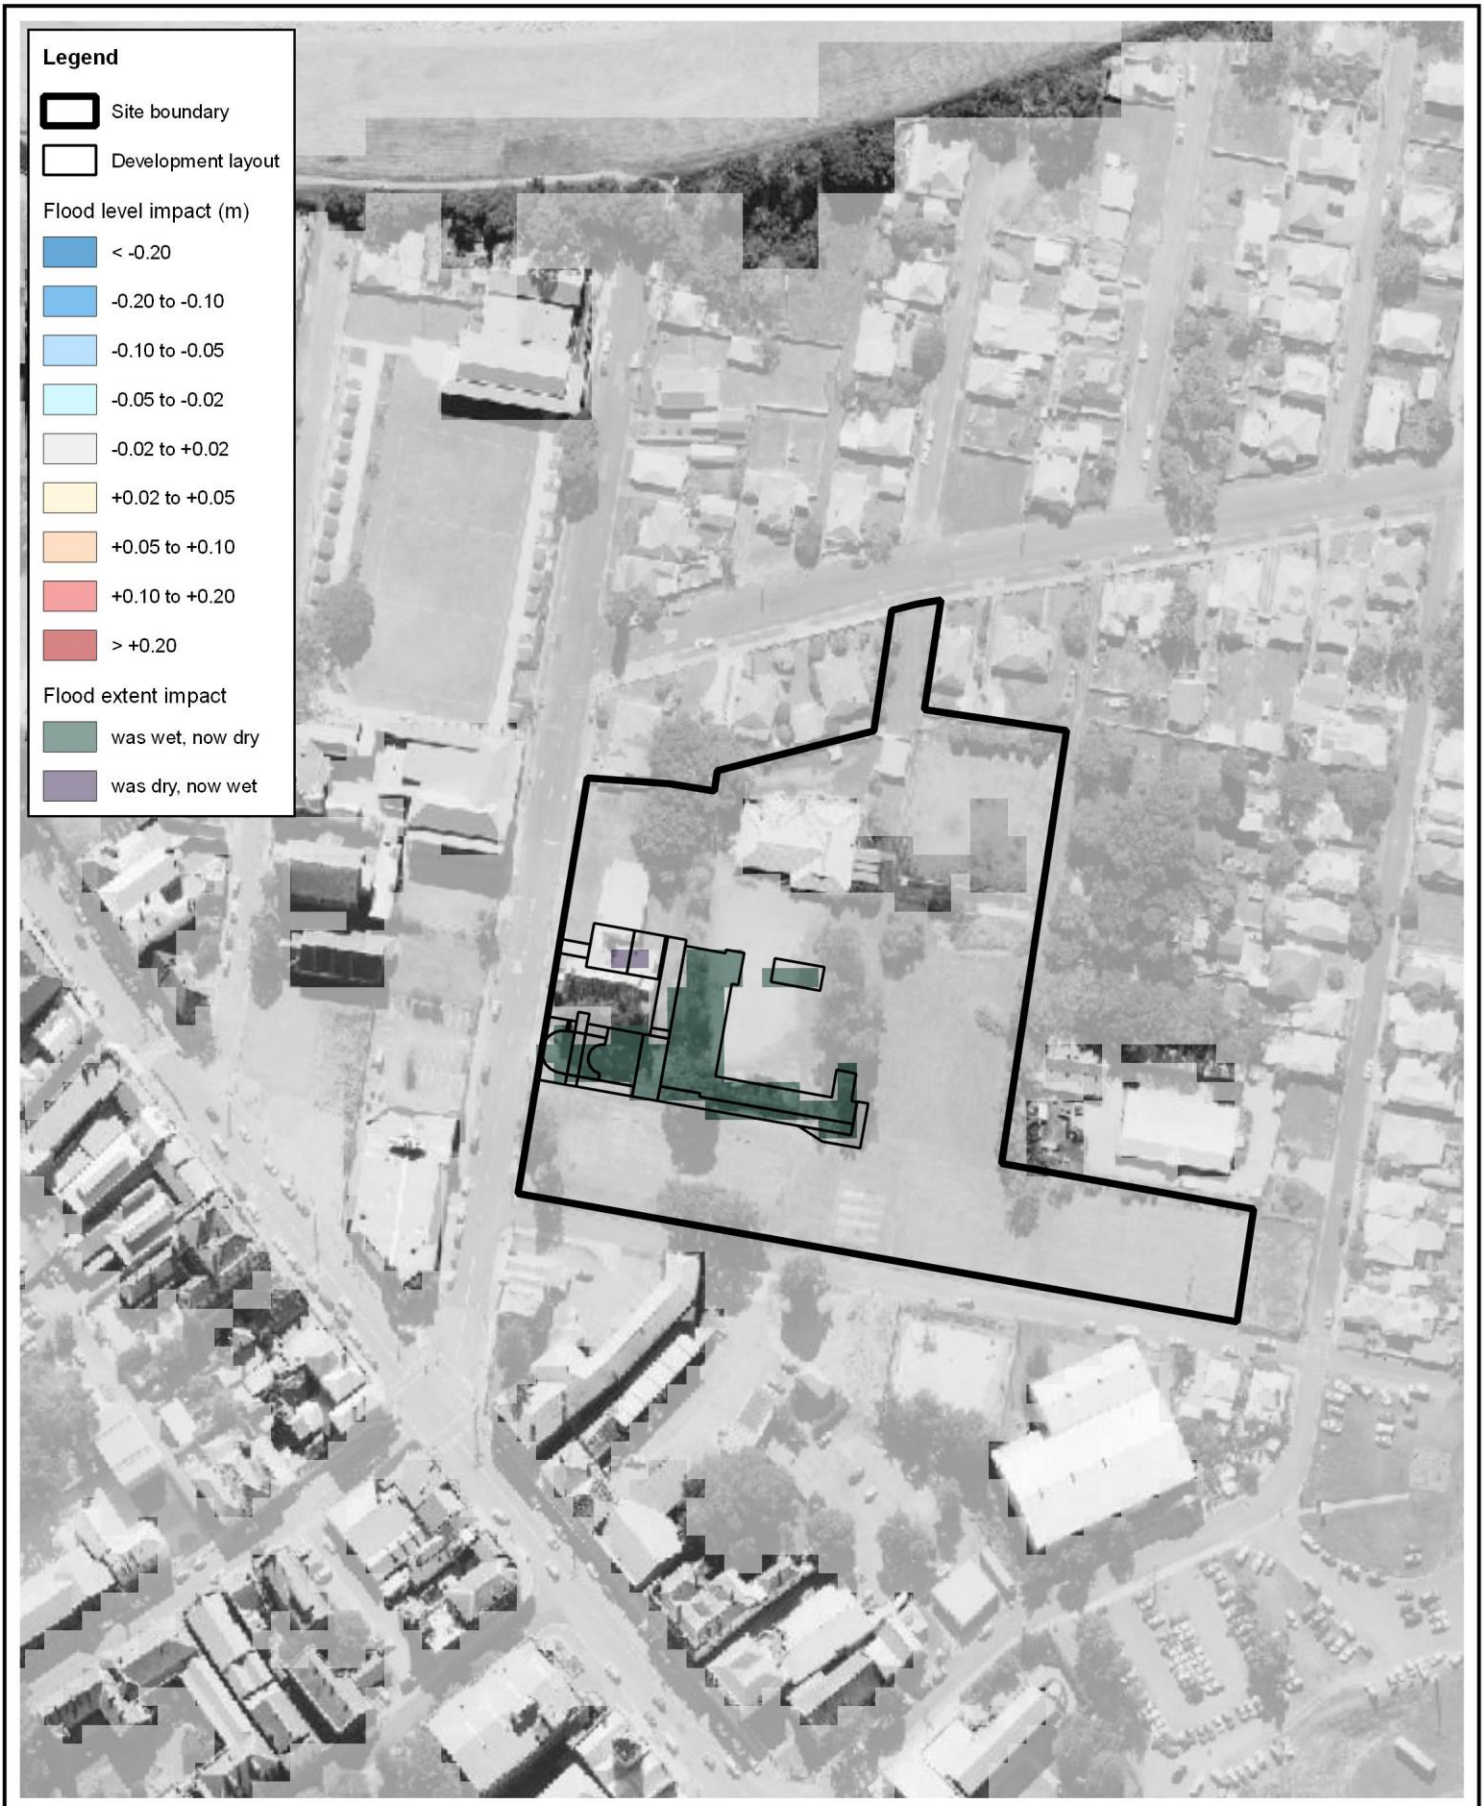 Legend
Site boundary
Development layout
Flood level impact (m)
< -0.20
-0.20 to -0.10
-0.10 to -0.05
-0.05 to -0.02
-0.02 to +0.02
+0.02 to +0.05
+0.05 to +0.10
+0.10 to +0.20
> +0.20
Flood extent impact
was wet, now dry
was dry, now wet